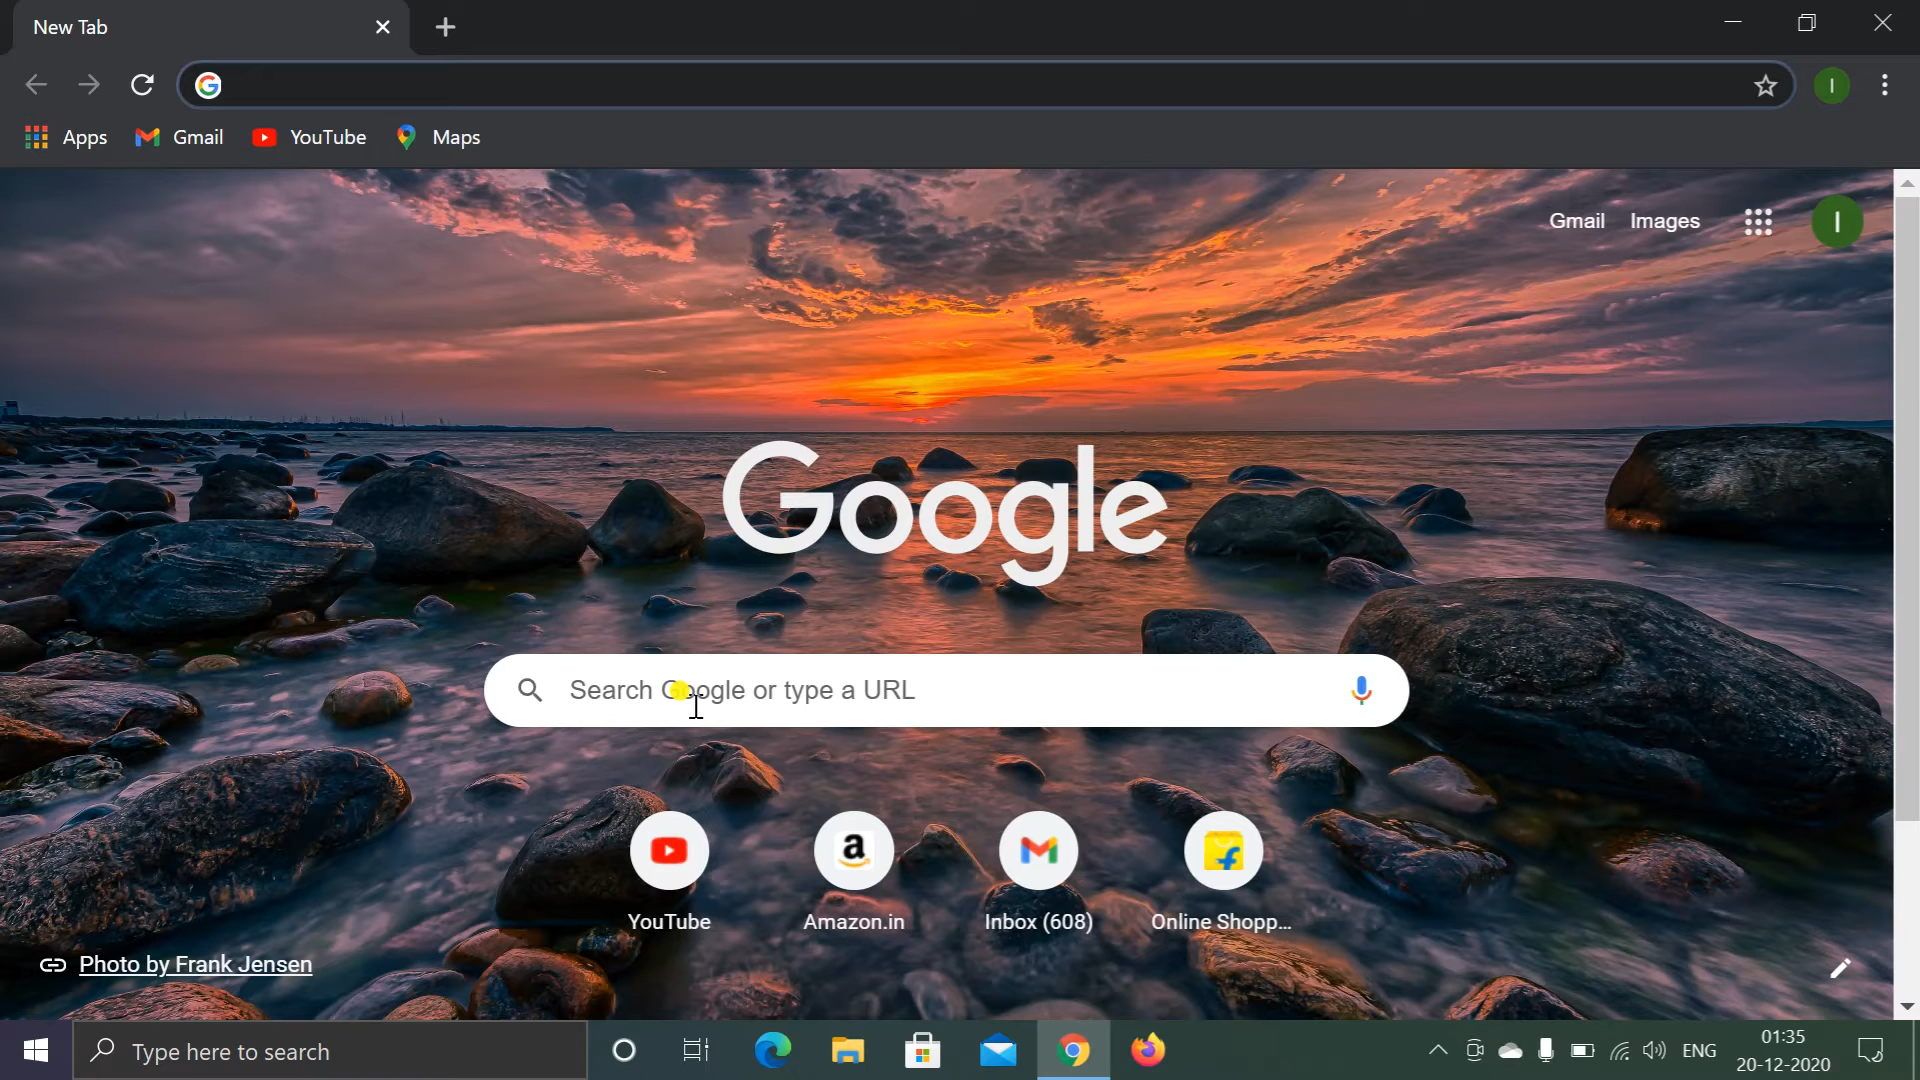 New Tab
Apps Gmail YouTube Maps
Gmail Images I
I
Google
Search Google or type a URL
YouTube Amazon.in Inbox (608) Online Shopp...
Photo by Frank Jensen
Type here to search
ENG
01:35
20-12-2020